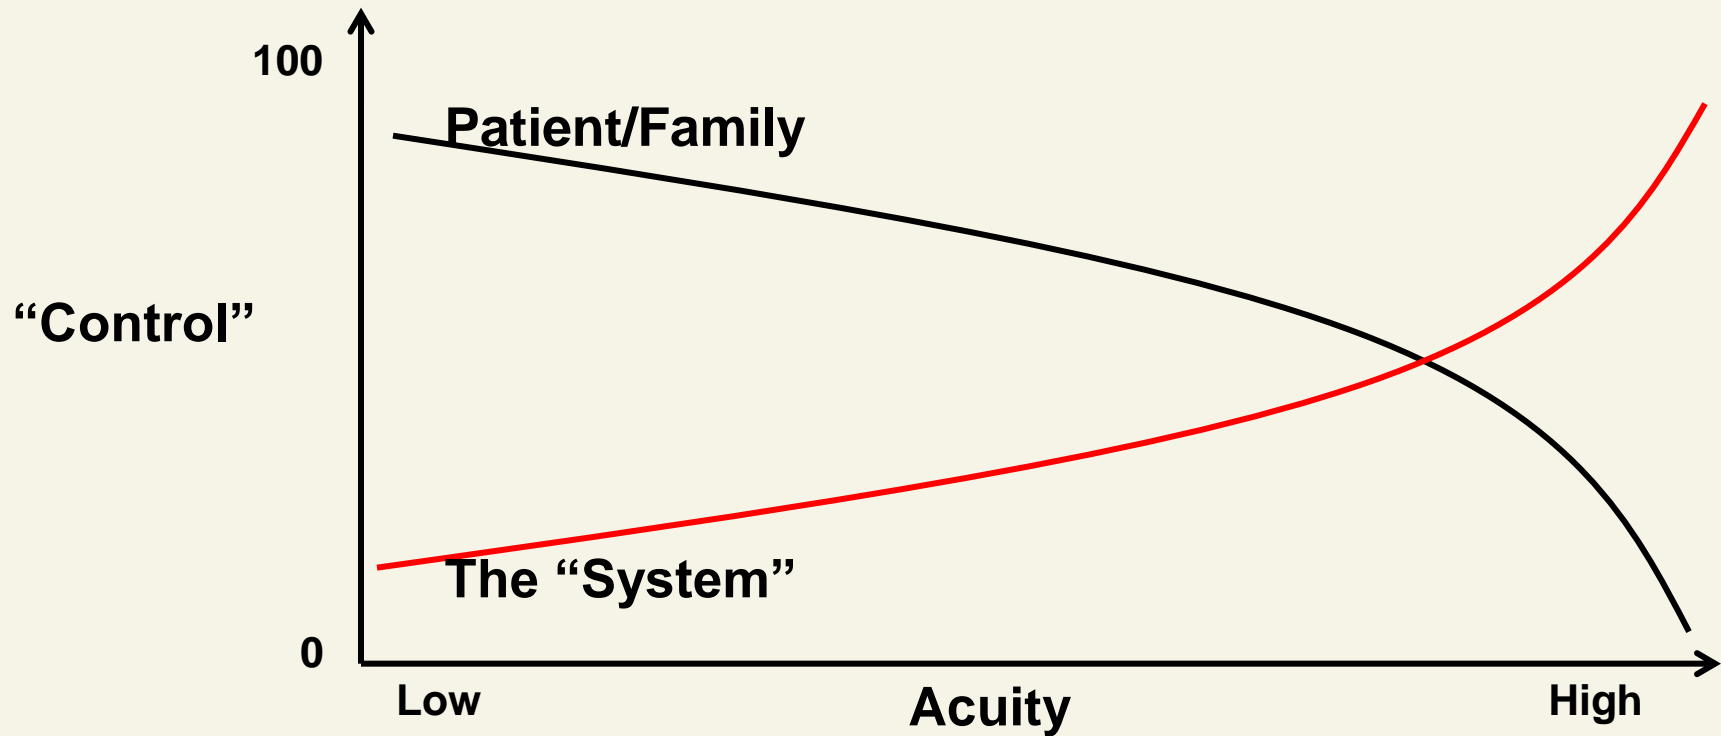 100
Patient/Family
“Control”
The “System”
0
Low
Acuity
High